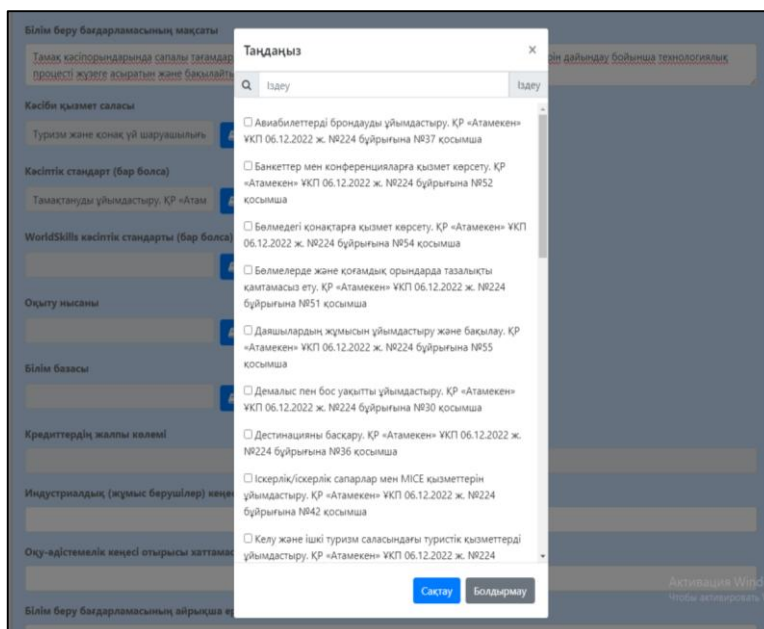 Білім беру бағдарламасының мақсаты
Тамақ кәсіпорындарында сапалы тағамдар
ін дайындау бойынша технологиялық
процесті жүзеге асыратын және бақылайты
Кәсіби қызмет саласы
Туризм және қонақ үй шаруашылығы
Кәсіптік стандарт (бар болса)
Тамақтануды ұйымдастыру. ҚР «Атам
WorldSkills кәсіптік стандарты (бар болса)
Оқыту нысаны
Білім базасы
Кредиттердің жалпы көлемі
Индустриалдық (жұмыс берушілер) кеңе
Оқу-әдістемелік кеңесі отырысы хаттамас
Білім беру бағдарламасының айрықша ер
Таңдаңыз
×
Іздеу Іздеу
Авиабилеттерді брондауды ұйымдастыру. ҚР «Атамекен»
ҰКП 06.12.2022 ж. №224 бұйрығына №37 қосымша
Банкеттер мен конференцияларға қызмет көрсету. ҚР
«Атамекен» ҰКП 06.12.2022 ж. №224 бұйрығына №52
қосымша
Бөлмедегі қонақтарға қызмет көрсету. ҚР «Атамекен» ҰКП
06.12.2022 ж. №224 бұйрығына №54 қосымша
Бөлмелерде және қоғамдық орындарда тазалықты
қамтамасыз ету. ҚР «Атамекен» ҰКП 06.12.2022 ж. №224
бұйрығына №51 қосымша
Даяшылардың жұмысын ұйымдастыру және бақылау. ҚР
«Атамекен» ҰКП 06.12.2022 ж. №224 бұйрығына №55
қосымша
Демалыс пен бос уақытты ұйымдастыру. ҚР «Атамекен»
ҰКП 06.12.2022 ж. №224 бұйрығына №30 қосымша
Дестинацияны басқару. ҚР «Атамекен» ҰКП 06.12.2022 ж.
№224 бұйрығына №36 қосымша
Іскерлік/іскерлік сапарлар мен MICE қызметтерін
ұйымдастыру. ҚР «Атамекен» ҰКП 06.12.2022 ж. №224
бұйрығына №42 қосымша
Келу және ішкі туризм саласындағы туристік қызметтерді
ұйымдастыру. ҚР «Атамекен» ҰКП 06.12.2022 ж. №224
Сақтау Болдырмау
Активация Wind
Чтобы активировать